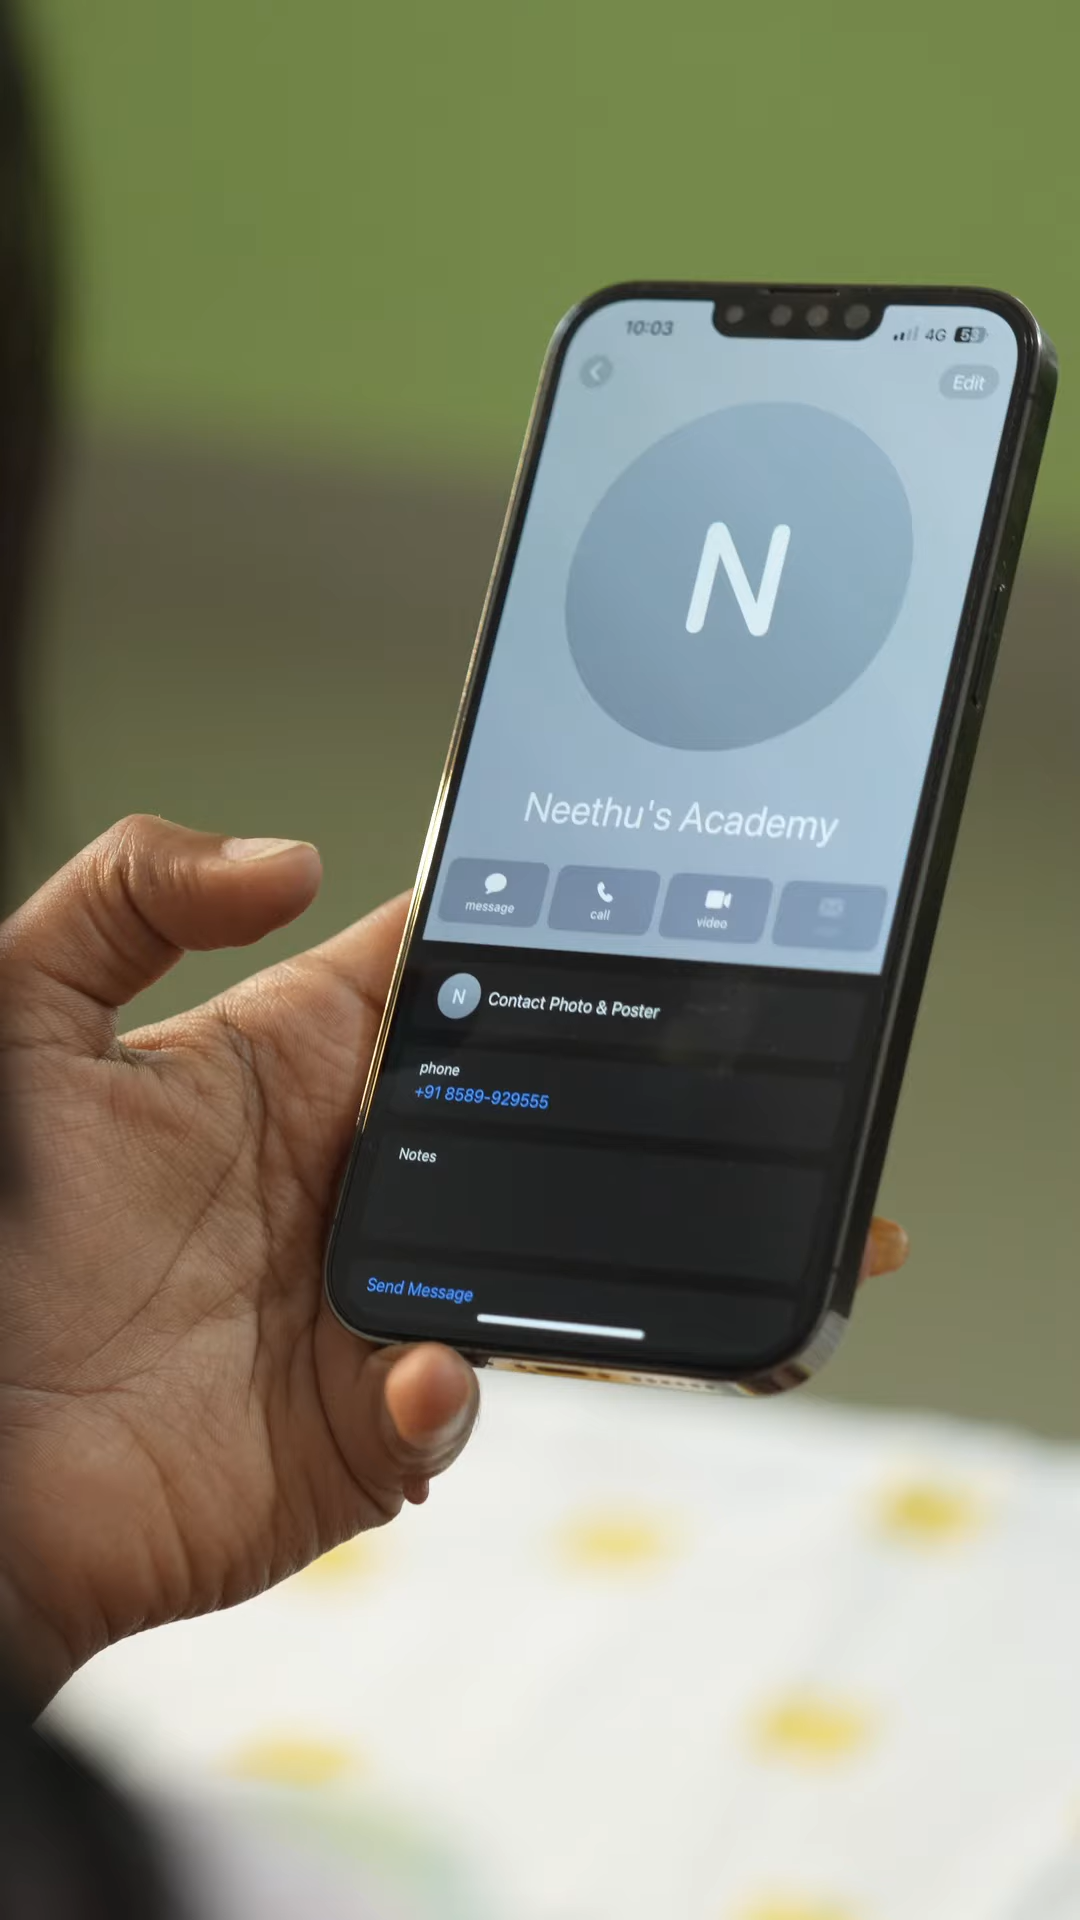 10:03
4G 53
Edit
N
Neethu's Academy
message
call
video
N Contact Photo & Poster
phone
+91 8589-929555
Notes
Send Message